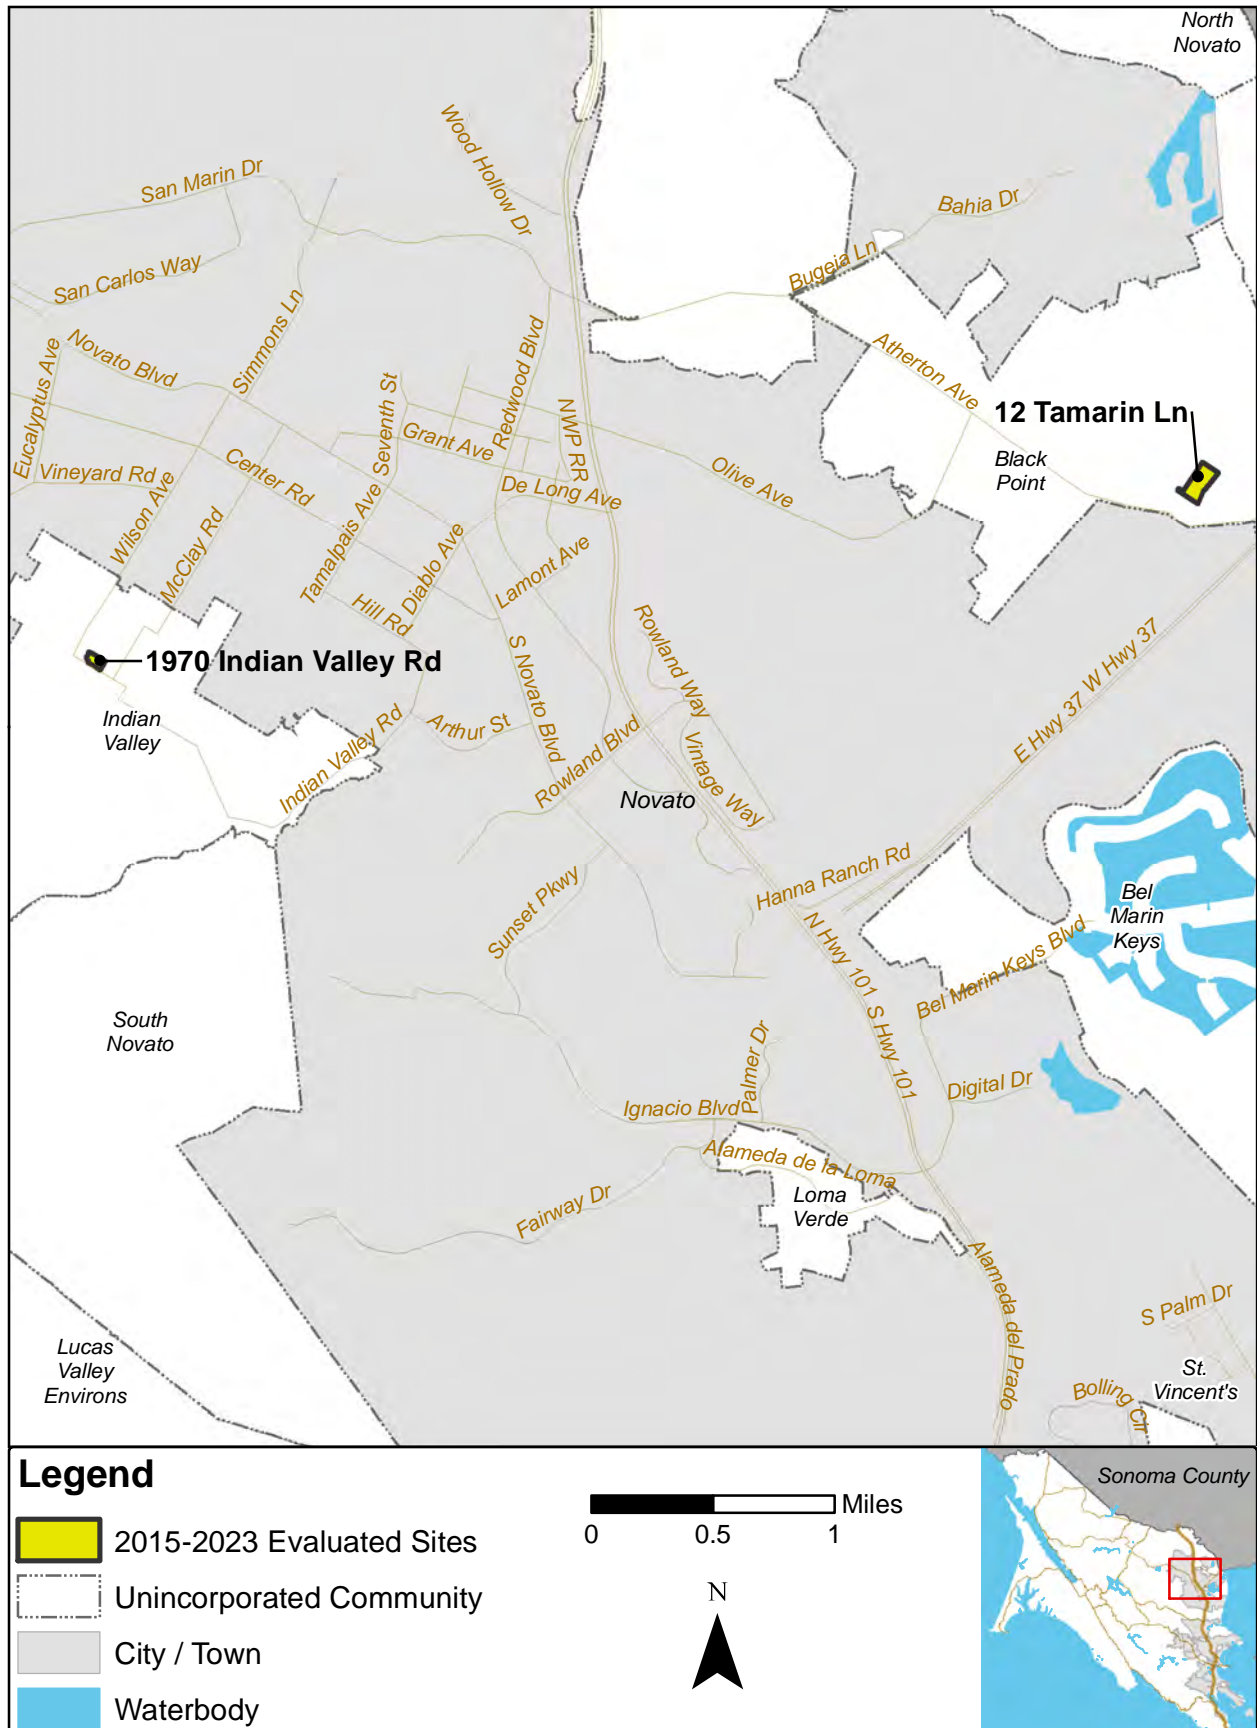 North
Novato
Wood Hollow Dr
San Marin Dr
Bahia Dr
Bugeia Ln
San Carlos Way
Simmons Ln
Novato Blvd
Eucalyptus Ave
Redwood Blvd
Atherton Ave
Seventh St
NWP RR
12 Tamarin Ln
Grant Ave
Black
Point
Olive Ave
Vineyard Rd
Center Rd
De Long Ave
Wilson Ave
McClay Rd
Tamalpais Ave
Diablo Ave
Lamont Ave
Hill Rd
Rowland Way
E Hwy 37 W Hwy 37
1970 Indian Valley Rd
S Novato Blvd
Indian
Valley
Arthur St
Indian Valley Rd
Rowland Blvd
Vintage Way
Novato
Hanna Ranch Rd
Sunset Pkwy
Bel
Marin
Keys
N Hwy 101 S Hwy 101
Bel Marin Keys Blvd
South
Novato
Palmer Dr
Digital Dr
Ignacio Blvd
Alameda de la Loma
Loma
Verde
Fairway Dr
Alameda del Prado
S Palm Dr
Lucas
Valley
Environs
St.
Vincent's
Bolling Cir
Legend
2015-2023 Evaluated Sites
Unincorporated Community
City / Town
Waterbody
Miles
0 0.5 1
N
Sonoma County